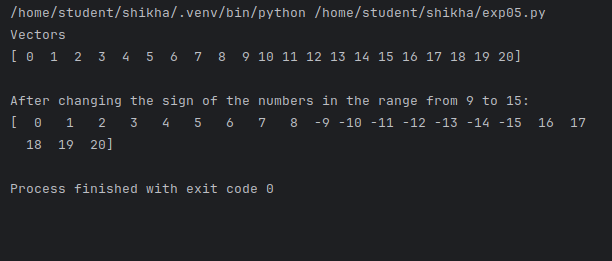 /home/student/shikha/.venv/bin/python /home/student/shikha/exp05.py
Vectors
[ 0  1  2  3  4  5  6  7  8  9 10 11 12 13 14 15 16 17 18 19 20]
After changing the sign of the numbers in the range from 9 to 15:
[  0   1   2   3   4   5   6   7   8  -9 -10 -11 -12 -13 -14 -15  16  17
  18  19  20]
Process finished with exit code 0